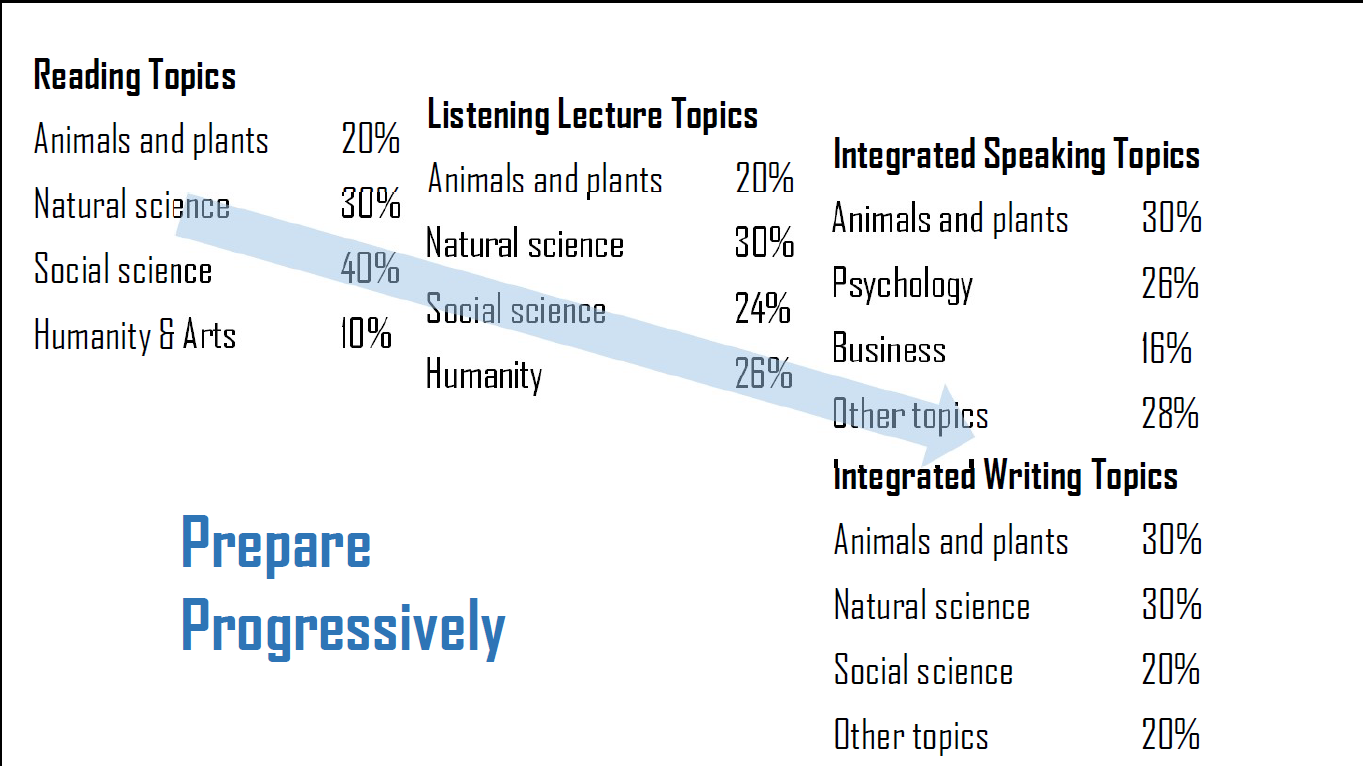 Reading Topics
Animals and plants 20%
Natural science 30%
Social science 40%
Humanity & Arts 10%
Listening Lecture Topics
Animals and plants 20%
Natural science 30%
Social science 24%
Humanity 26%
Integrated Speaking Topics
Animals and plants 30%
Psychology 26%
Business 16%
Other topics 28%
Integrated Writing Topics
Animals and plants 30%
Natural science 30%
Social science 20%
Other topics 20%
Prepare
Progressively